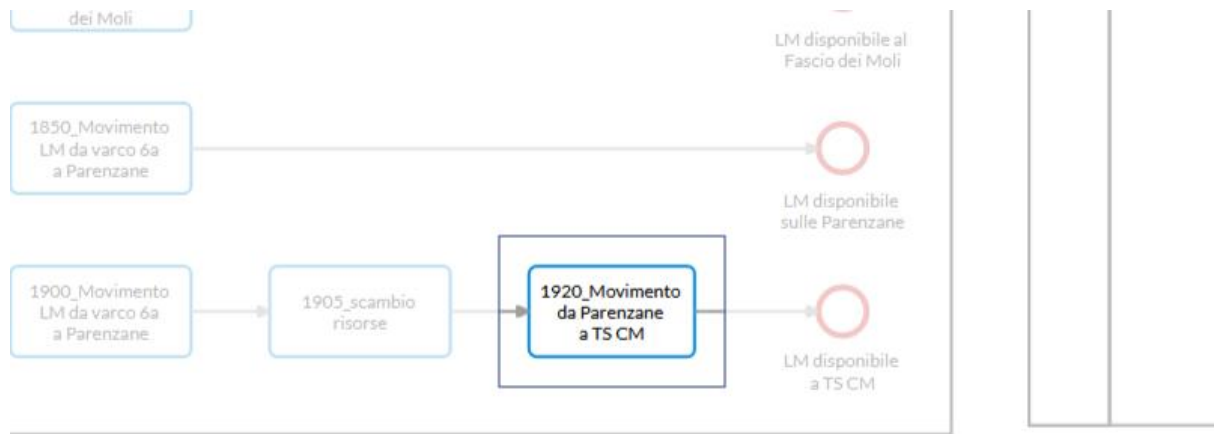 dei Moli
LM disponibile al
Fascio dei Moli
1850_Movimento
LM da varco 6a
a Parenzane
LM disponibile
sulle Parenzane
1900_Movimento
LM da varco 6a
a Parenzane
1905_scambio
risorse
1920_Movimento
da Parenzane
a TS CM
LM disponibile
a TS CM